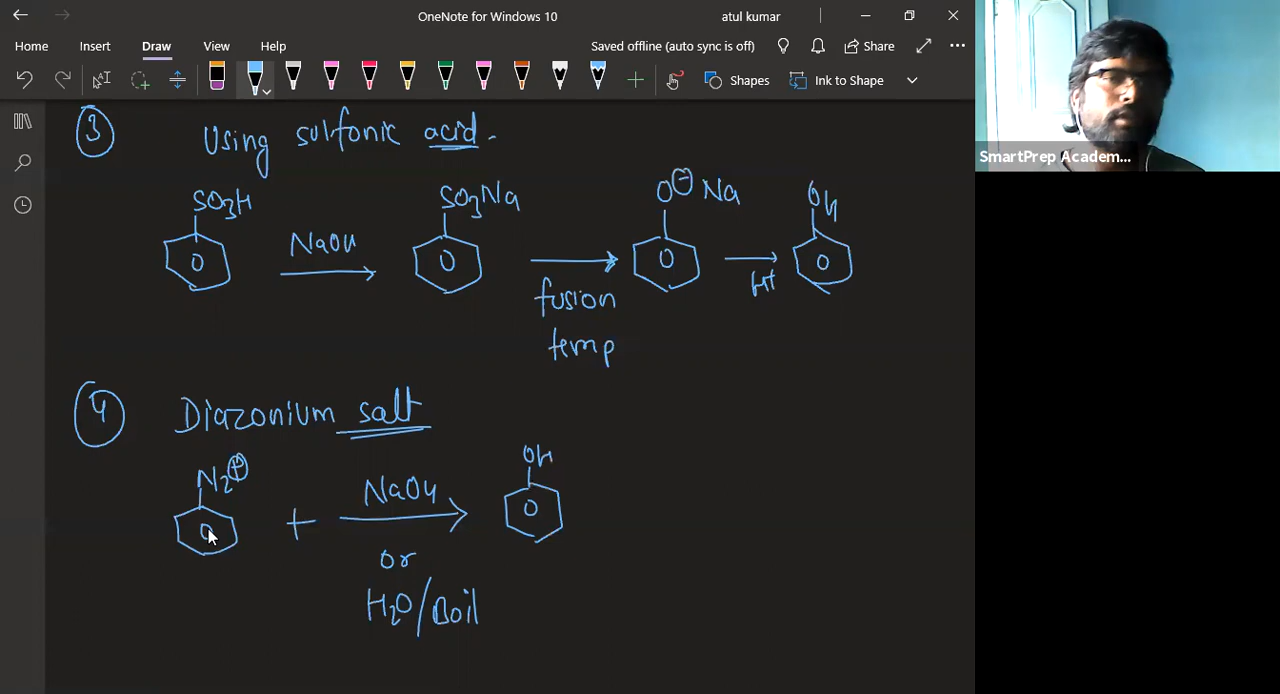 OneNote for Windows 10
atul kumar
Home Insert Draw View Help
Saved offline (auto sync is off)
Share
Shapes
Ink to Shape
SmartPrep Academ...
3 Using sulfonic acid.
SO3H SO3Na O⊖ Na OH
NaOH
fusion
temp
4 Diazonium salt
N2⊕ + NaOH OH
or
H2O/Boil